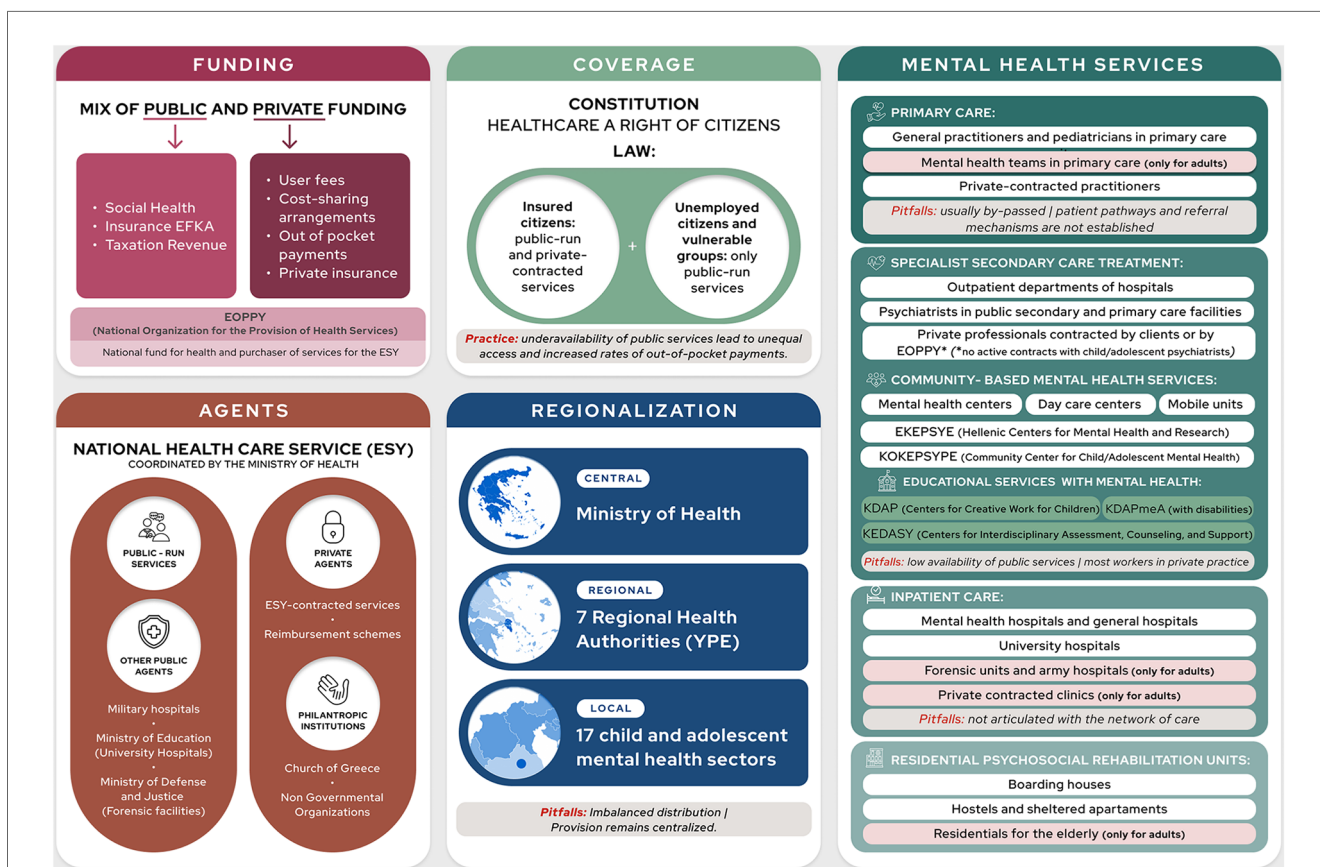 FUNDING
MIX OF PUBLIC AND PRIVATE FUNDING
• Social Health
• Insurance EFKA
• Taxation Revenue
• User fees
• Cost-sharing
arrangements
• Out of pocket
payments
• Private insurance
EOPPY
(National Organization for the Provision of Health Services)
National fund for health and purchaser of services for the ESY
COVERAGE
CONSTITUTION
HEALTHCARE A RIGHT OF CITIZENS
LAW:
Insured
citizens:
public-run
and private-
contracted
services
+
Unemployed
citizens and
vulnerable
groups: only
public-run
services
Practice: underavailability of public services lead to unequal
access and increased rates of out-of-pocket payments.
AGENTS
NATIONAL HEALTH CARE SERVICE (ESY)
COORDINATED BY THE MINISTRY OF HEALTH
PUBLIC - RUN
SERVICES
OTHER PUBLIC
AGENTS
Military hospitals
•
Ministry of Education
(University Hospitals)
•
Ministry of Defense
and Justice
(Forensic facilities)
PRIVATE
AGENTS
ESY-contracted services
•
Reimbursement schemes
PHILANTROPIC
INSTITUTIONS
Church of Greece
•
Non Governmental
Organizations
REGIONALIZATION
CENTRAL
Ministry of Health
REGIONAL
7 Regional Health
Authorities (YPE)
LOCAL
17 child and adolescent
mental health sectors
Pitfalls: Imbalanced distribution |
Provision remains centralized.
MENTAL HEALTH SERVICES
PRIMARY CARE:
General practitioners and pediatricians in primary care
Mental health teams in primary care (only for adults)
Private-contracted practitioners
Pitfalls: usually by-passed | patient pathways and referral
mechanisms are not established
SPECIALIST SECONDARY CARE TREATMENT:
Outpatient departments of hospitals
Psychiatrists in public secondary and primary care facilities
Private professionals contracted by clients or by
EOPPY* (*no active contracts with child/adolescent psychiatrists)
COMMUNITY- BASED MENTAL HEALTH SERVICES:
Mental health centers Day care centers Mobile units
EKEPSYE (Hellenic Centers for Mental Health and Research)
KOKEPSYPE (Community Center for Child/Adolescent Mental Health)
EDUCATIONAL SERVICES WITH MENTAL HEALTH:
KDAP (Centers for Creative Work for Children) KDAPmeA (with disabilities)
KEDASY (Centers for Interdisciplinary Assessment, Counseling, and Support)
Pitfalls: low availability of public services | most workers in private practice
INPATIENT CARE:
Mental health hospitals and general hospitals
University hospitals
Forensic units and army hospitals (only for adults)
Private contracted clinics (only for adults)
Pitfalls: not articulated with the network of care
RESIDENTIAL PSYCHOSOCIAL REHABILITATION UNITS:
Boarding houses
Hostels and sheltered apartaments
Residentials for the elderly (only for adults)